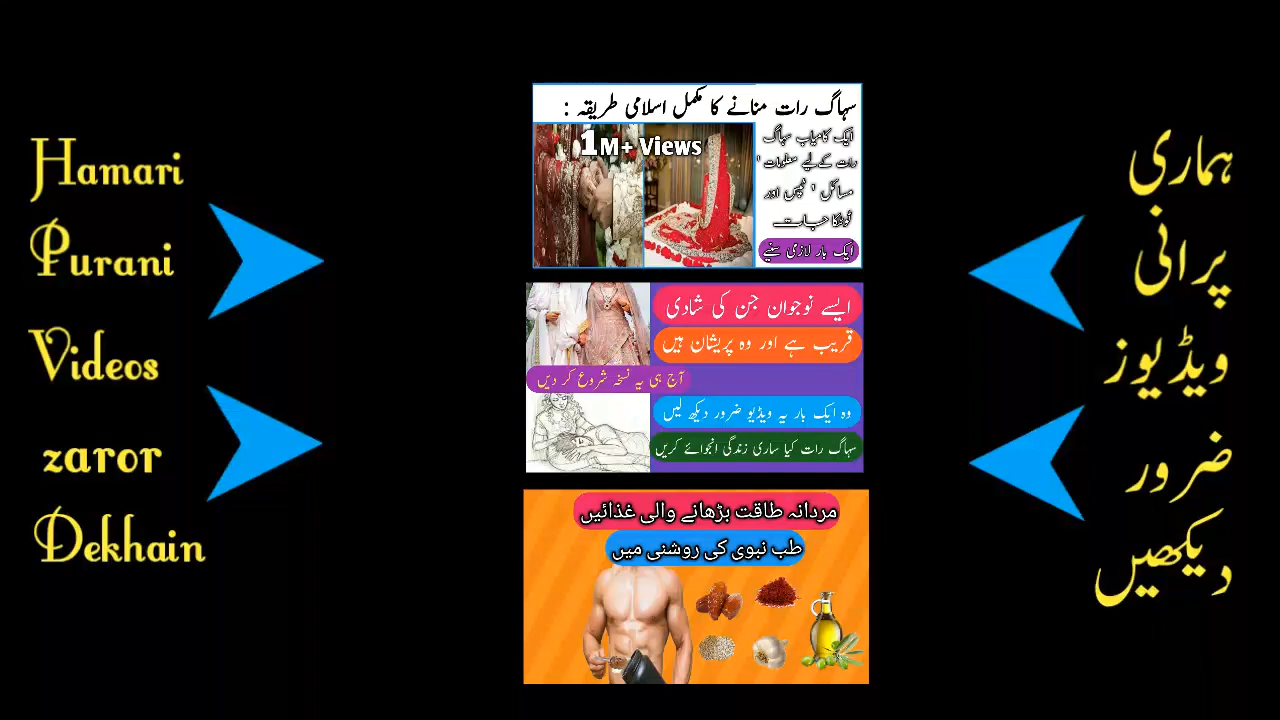 Hamari
Purani
Videos
zaror
Dekhain
سہاگ رات منانے کا مکمل اسلامی طریقہ :
1M+ Views
ایک کامیاب سہاگ
رات کے لیے معلومات '
مسائل ' ٹپس اور
ٹوٹکا جات
ایک بار لازمی سنیے
ایسے نوجوان جن کی شادی
قریب ہے اور وہ پریشان ہیں
آج ہی یہ نسخہ شروع کر دیں
وہ ایک بار یہ ویڈیو ضرور دیکھ لیں
سہاگ رات کیا ساری زندگی انجوائے کریں
مردانہ طاقت بڑھانے والی غذائیں
طب نبوی کی روشنی میں
ہماری
پرانی
ویڈیوز
ضرور
دیکھیں